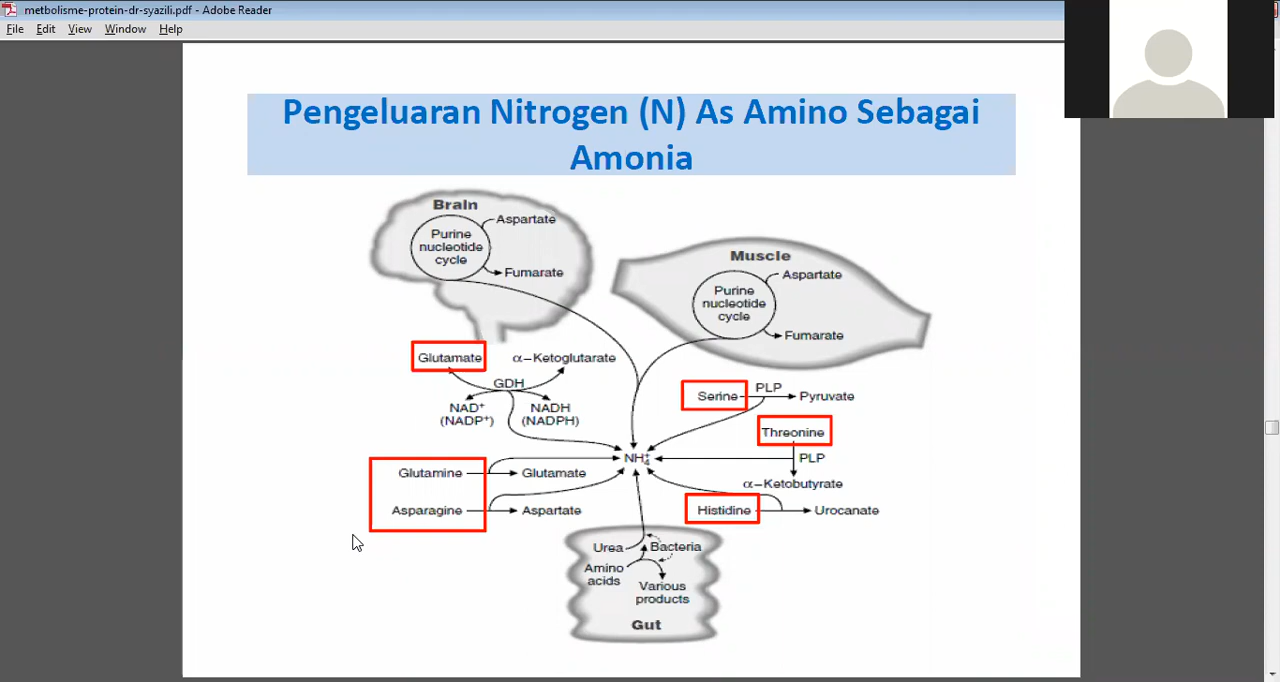 metbolisme-protein-dr-syazili.pdf - Adobe Reader
File Edit View Window Help
Pengeluaran Nitrogen (N) As Amino Sebagai
Amonia
Brain
Purine
nucleotide
cycle
Aspartate
Fumarate
Muscle
Purine
nucleotide
cycle
Aspartate
Fumarate
Glutamate
α-Ketoglutarate
GDH
NAD⁺
(NADP⁺)
NADH
(NADPH)
Serine
PLP
Pyruvate
Threonine
PLP
α-Ketobutyrate
NH₄⁺
Glutamine
Glutamate
Asparagine
Aspartate
Histidine
Urocanate
Urea
Bacteria
Amino
acids
Various
products
Gut